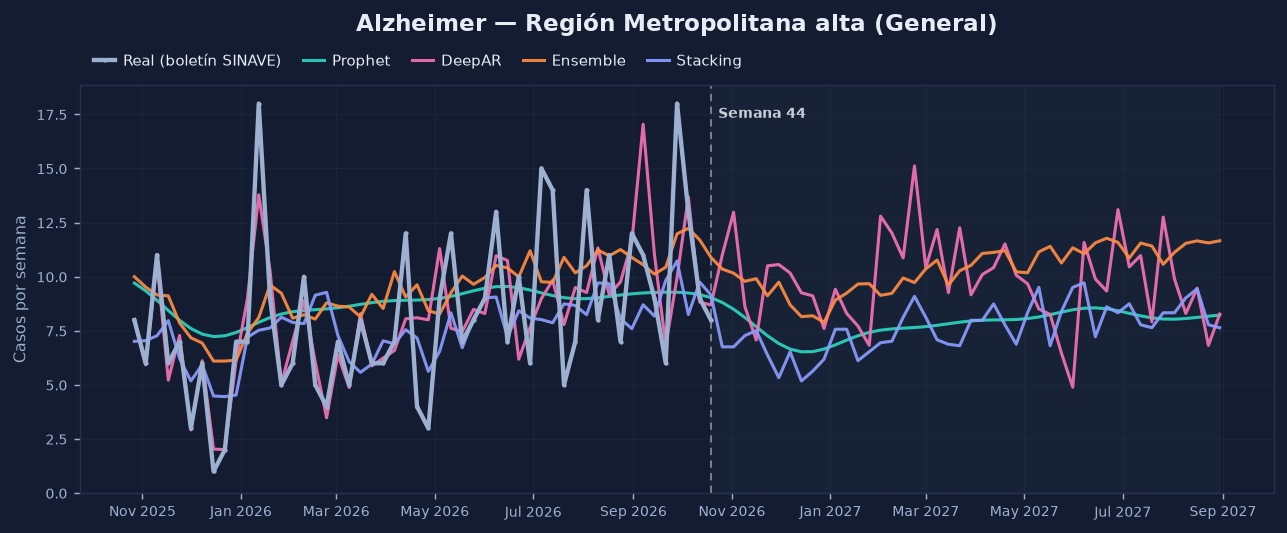 Alzheimer — Región Metropolitana alta (General)
Real (boletín SINAVE) Prophet DeepAR Ensemble Stacking
Semana 44
Casos por semana
17.5
15.0
12.5
10.0
7.5
5.0
2.5
0.0
Nov 2025 Jan 2026 Mar 2026 May 2026 Jul 2026 Sep 2026 Nov 2026 Jan 2027 Mar 2027 May 2027 Jul 2027 Sep 2027